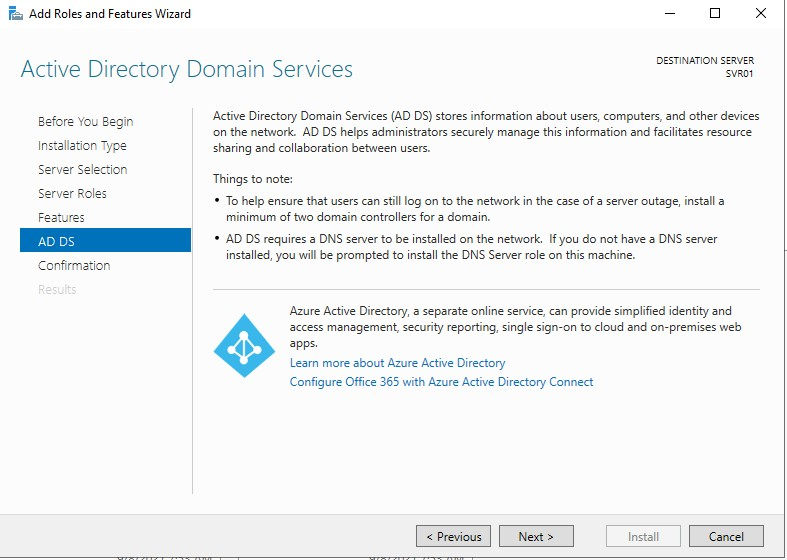 Add Roles and Features Wizard
Active Directory Domain Services
DESTINATION SERVER
SVR01
Before You Begin
Installation Type
Server Selection
Server Roles
Features
AD DS
Confirmation
Results
Active Directory Domain Services (AD DS) stores information about users, computers, and other devices
on the network. AD DS helps administrators securely manage this information and facilitates resource
sharing and collaboration between users.
Things to note:
• To help ensure that users can still log on to the network in the case of a server outage, install a
minimum of two domain controllers for a domain.
• AD DS requires a DNS server to be installed on the network. If you do not have a DNS server
installed, you will be prompted to install the DNS Server role on this machine.
Azure Active Directory, a separate online service, can provide simplified identity and
access management, security reporting, single sign-on to cloud and on-premises web
apps.
Learn more about Azure Active Directory
Configure Office 365 with Azure Active Directory Connect
< Previous
Next >
Install
Cancel